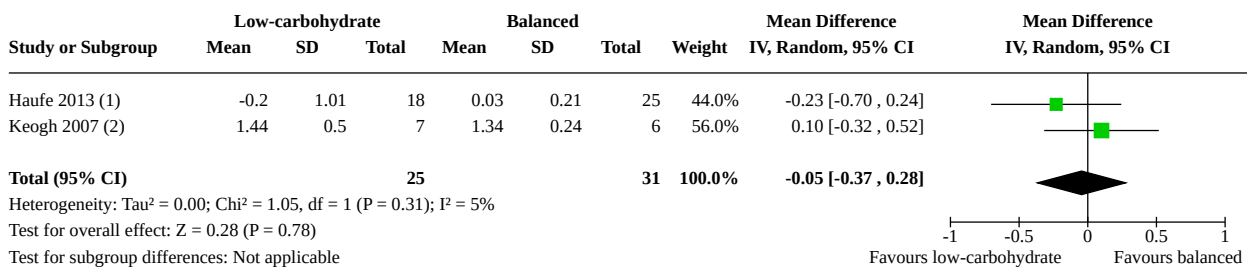 Low-carbohydrate Balanced Mean Difference Mean Difference
Study or Subgroup Mean SD Total Mean SD Total Weight IV, Random, 95% CI IV, Random, 95% CI
Haufe 2013 (1) -0.2 1.01 18 0.03 0.21 25 44.0% -0.23 [-0.70 , 0.24]
Keogh 2007 (2) 1.44 0.5 7 1.34 0.24 6 56.0% 0.10 [-0.32 , 0.52]
Total (95% CI) 25 31 100.0% -0.05 [-0.37 , 0.28]
Heterogeneity: Tau² = 0.00; Chi² = 1.05, df = 1 (P = 0.31); I² = 5%
Test for overall effect: Z = 0.28 (P = 0.78)
-1 -0.5 0 0.5 1
Test for subgroup differences: Not applicable Favours low-carbohydrate Favours balanced